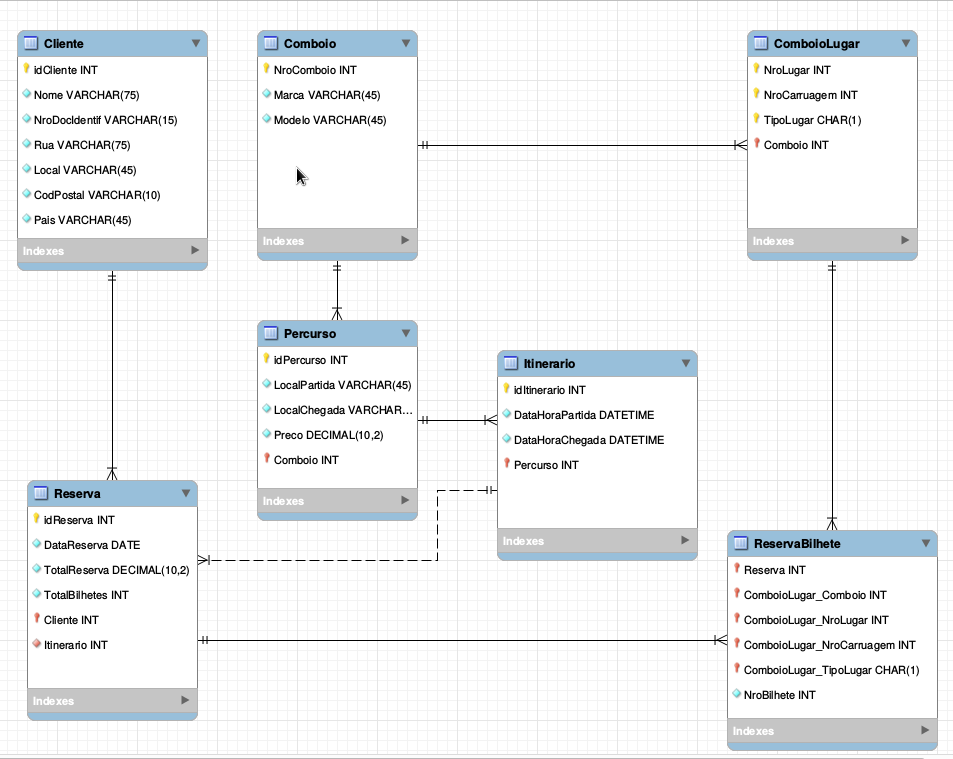 Cliente
idCliente INT
Nome VARCHAR(75)
NroDocIdentif VARCHAR(15)
Rua VARCHAR(75)
Local VARCHAR(45)
CodPostal VARCHAR(10)
Pais VARCHAR(45)
Indexes
Comboio
NroComboio INT
Marca VARCHAR(45)
Modelo VARCHAR(45)
Indexes
ComboioLugar
NroLugar INT
NroCarruagem INT
TipoLugar CHAR(1)
Comboio INT
Indexes
Percurso
idPercurso INT
LocalPartida VARCHAR(45)
LocalChegada VARCHAR...
Preco DECIMAL(10,2)
Comboio INT
Indexes
Itinerario
idItinerario INT
DataHoraPartida DATETIME
DataHoraChegada DATETIME
Percurso INT
Indexes
Reserva
idReserva INT
DataReserva DATE
TotalReserva DECIMAL(10,2)
TotalBilhetes INT
Cliente INT
Itinerario INT
Indexes
ReservaBilhete
Reserva INT
ComboioLugar_Comboio INT
ComboioLugar_NroLugar INT
ComboioLugar_NroCarruagem INT
ComboioLugar_TipoLugar CHAR(1)
NroBilhete INT
Indexes